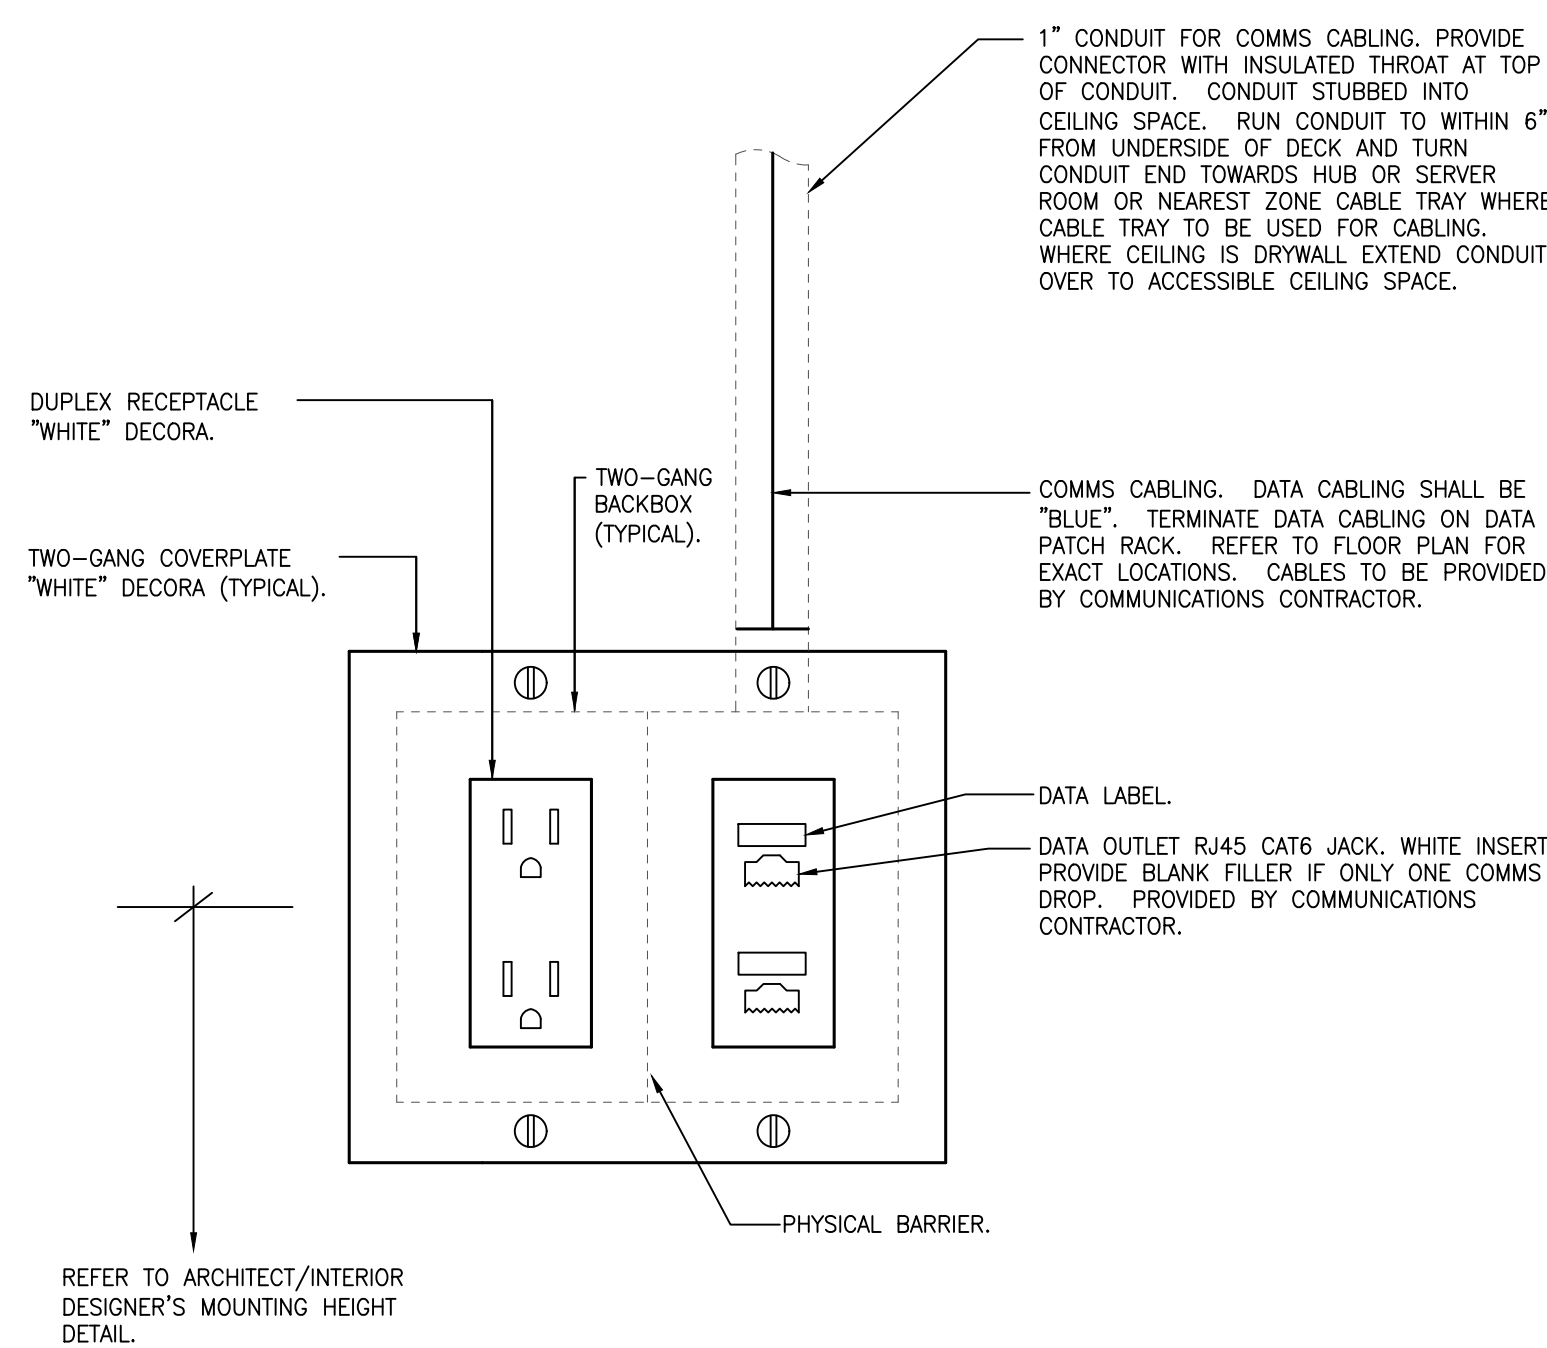 1" CONDUIT FOR COMMS CABLING. PROVIDE
CONNECTOR WITH INSULATED THROAT AT TOP
OF CONDUIT. CONDUIT STUBBED INTO
CEILING SPACE. RUN CONDUIT TO WITHIN 6"
FROM UNDERSIDE OF DECK AND TURN
CONDUIT END TOWARDS HUB OR SERVER
ROOM OR NEAREST ZONE CABLE TRAY WHERE
CABLE TRAY TO BE USED FOR CABLING.
WHERE CEILING IS DRYWALL EXTEND CONDUIT
OVER TO ACCESSIBLE CEILING SPACE.
DUPLEX RECEPTACLE
"WHITE" DECORA.
TWO-GANG
BACKBOX
(TYPICAL).
TWO-GANG COVERPLATE
"WHITE" DECORA (TYPICAL).
COMMS CABLING. DATA CABLING SHALL BE
"BLUE". TERMINATE DATA CABLING ON DATA
PATCH RACK. REFER TO FLOOR PLAN FOR
EXACT LOCATIONS. CABLES TO BE PROVIDED
BY COMMUNICATIONS CONTRACTOR.
DATA LABEL.
DATA OUTLET RJ45 CAT6 JACK. WHITE INSERT
PROVIDE BLANK FILLER IF ONLY ONE COMMS
DROP. PROVIDED BY COMMUNICATIONS
CONTRACTOR.
PHYSICAL BARRIER.
REFER TO ARCHITECT/INTERIOR
DESIGNER'S MOUNTING HEIGHT
DETAIL.